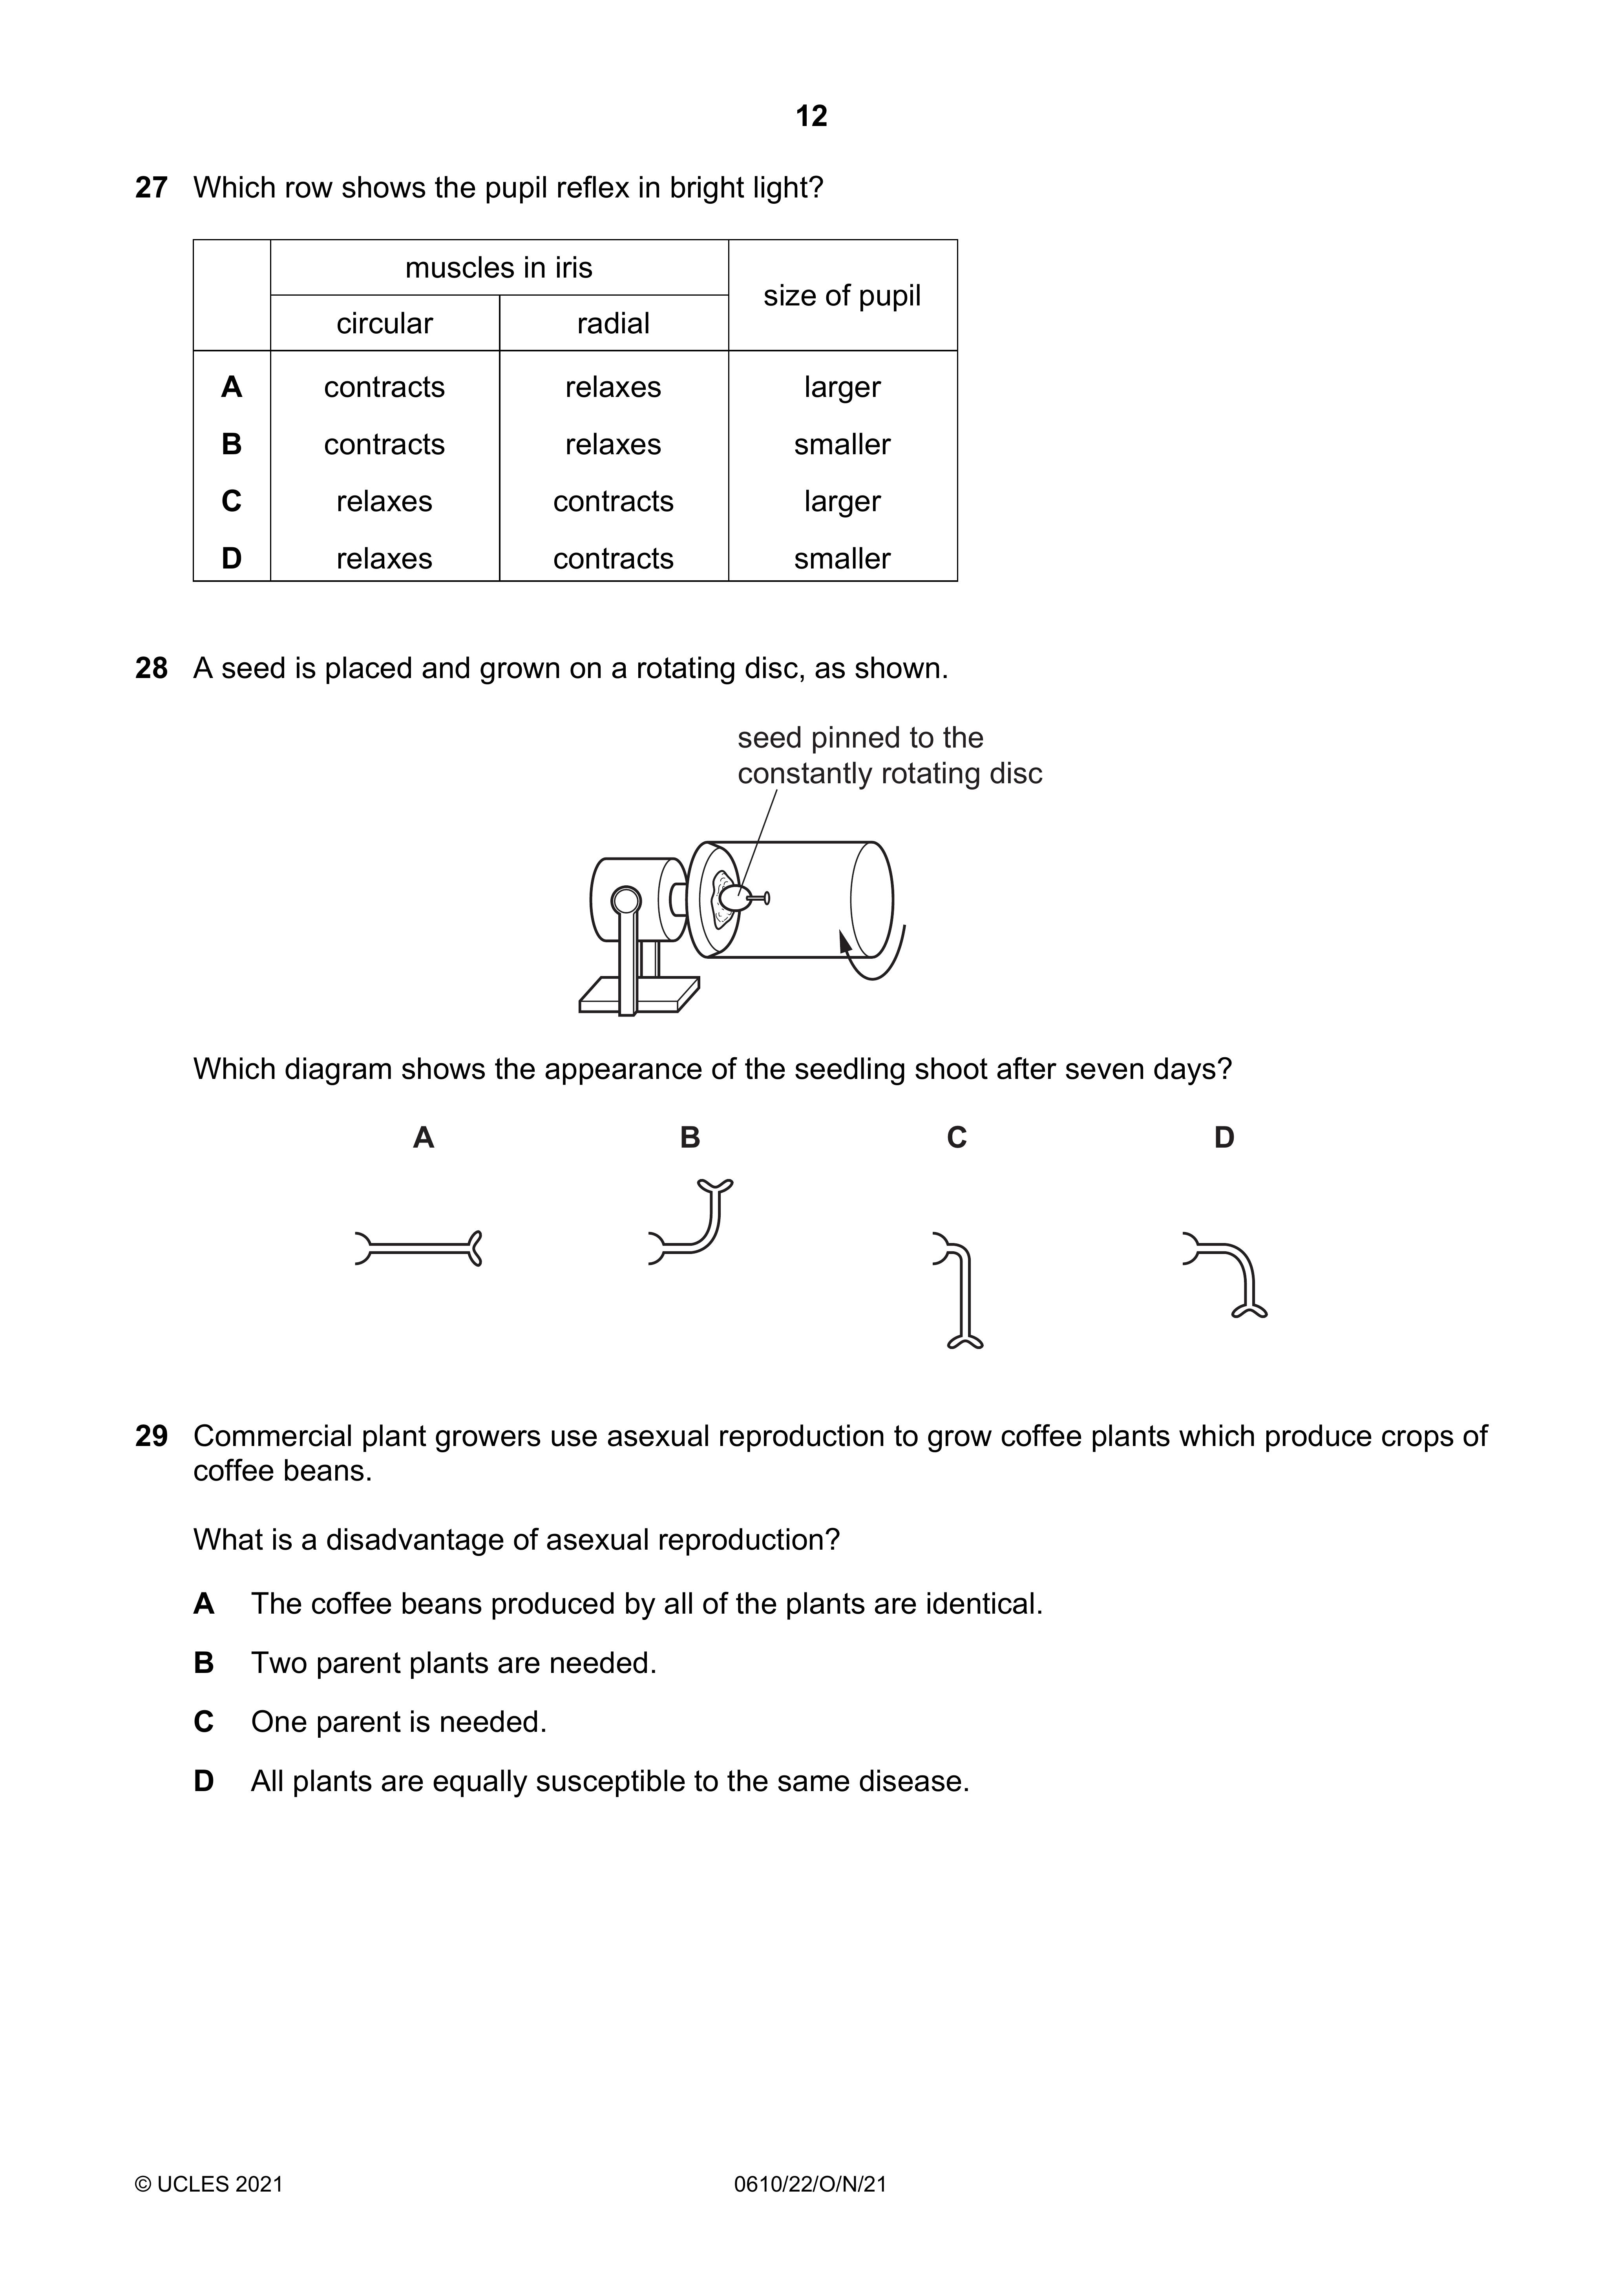 12
27 Which row shows the pupil reflex in bright light?
muscles in iris
size of pupil
circular radial
A contracts relaxes larger
B contracts relaxes smaller
C relaxes contracts larger
D relaxes contracts smaller
28 A seed is placed and grown on a rotating disc, as shown.
seed pinned to the
constantly rotating disc
Which diagram shows the appearance of the seedling shoot after seven days?
A B C D
29 Commercial plant growers use asexual reproduction to grow coffee plants which produce crops of
coffee beans.
What is a disadvantage of asexual reproduction?
A The coffee beans produced by all of the plants are identical.
B Two parent plants are needed.
C One parent is needed.
D All plants are equally susceptible to the same disease.
© UCLES 2021 0610/22/O/N/21